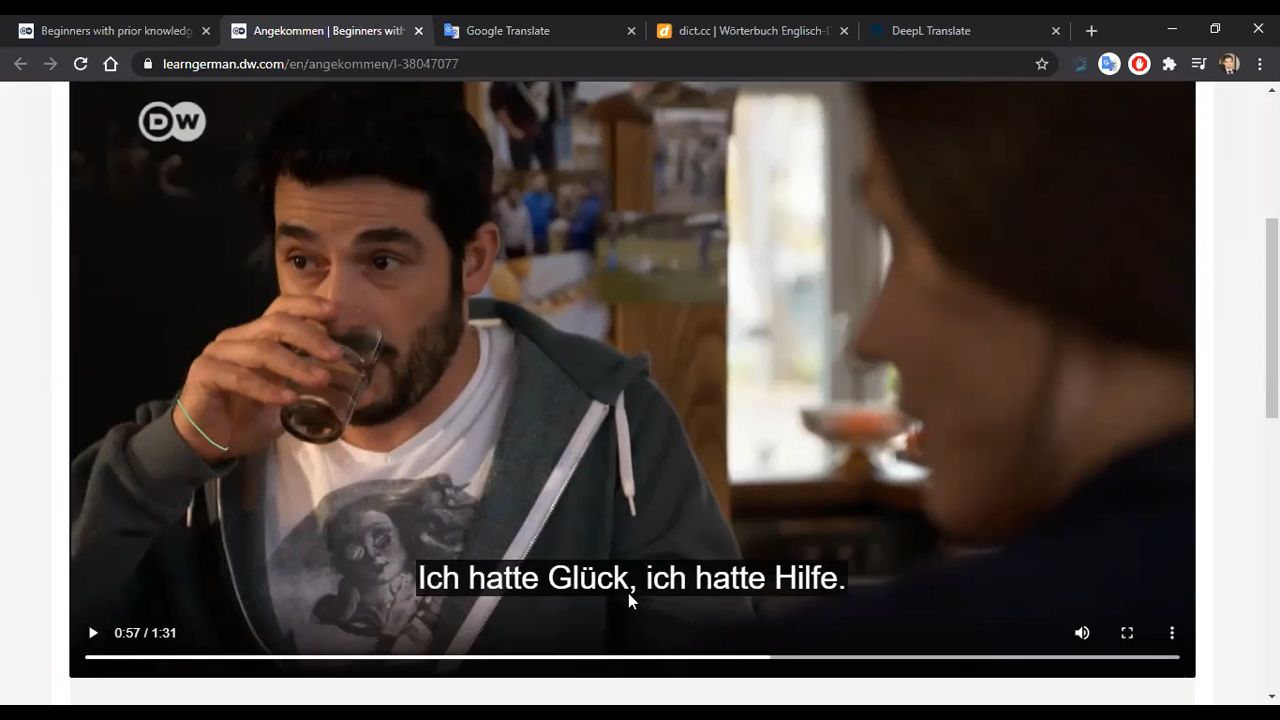 Beginners with prior knowledg
Angekommen | Beginners with
Google Translate
dict.cc | Wörterbuch Englisch-D
DeepL Translate
learngerman.dw.com/en/angekommen/l-38047077
DW
Ich hatte Glück, ich hatte Hilfe.
0:57 / 1:31